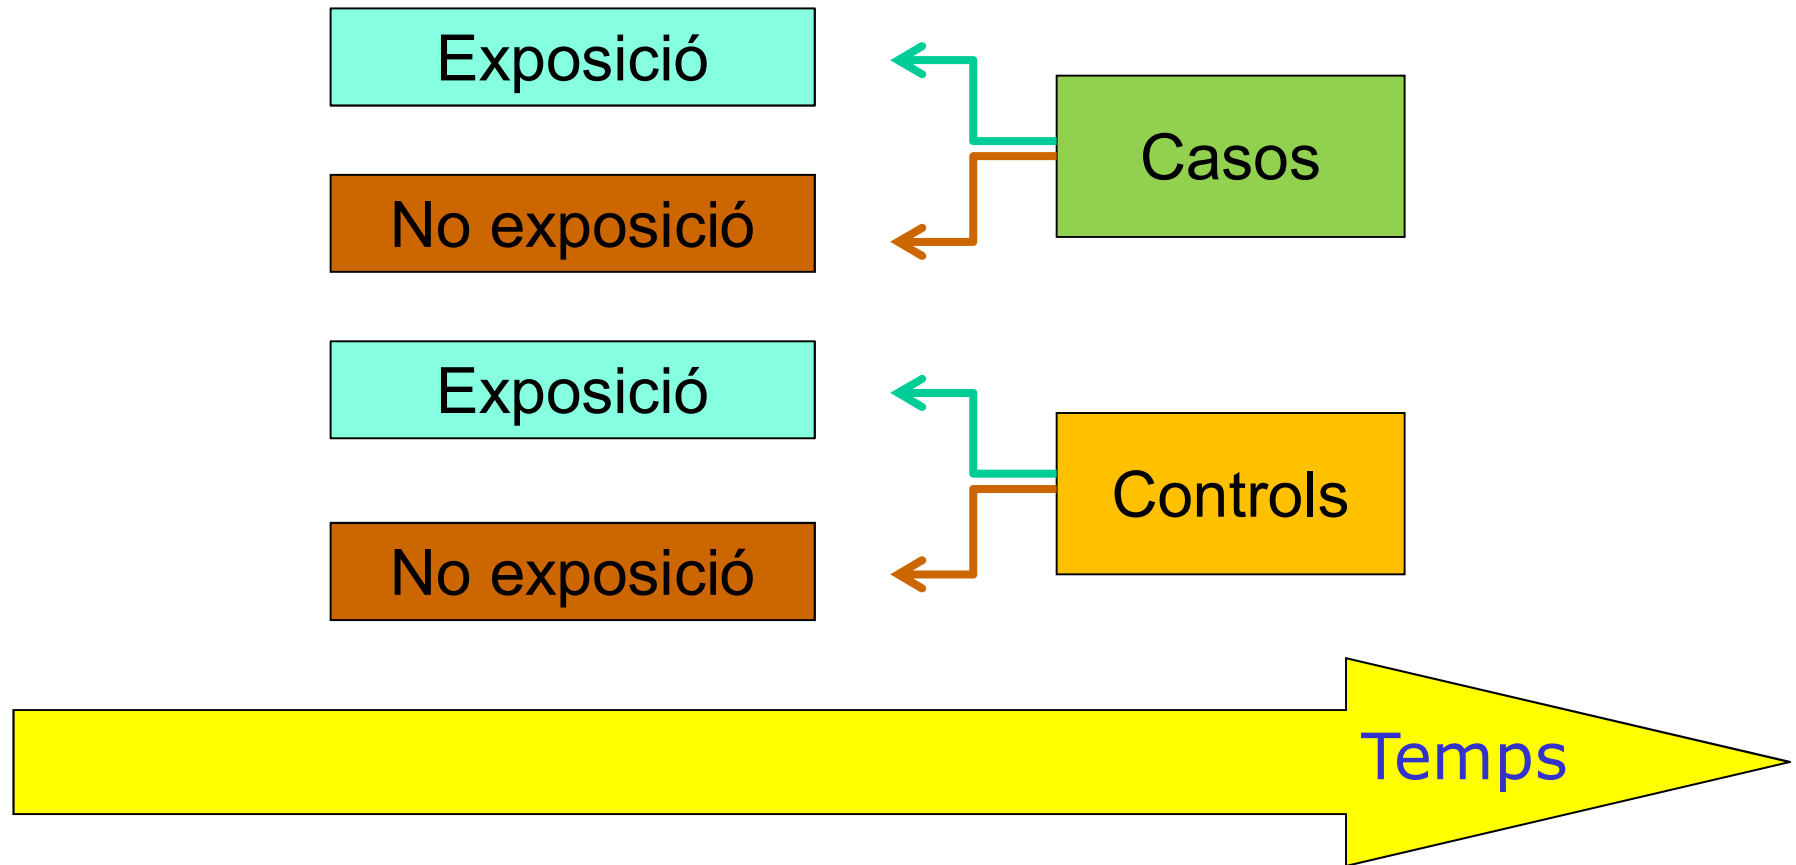 Exposició
Casos
No exposició
Exposició
Controls
No exposició
Temps